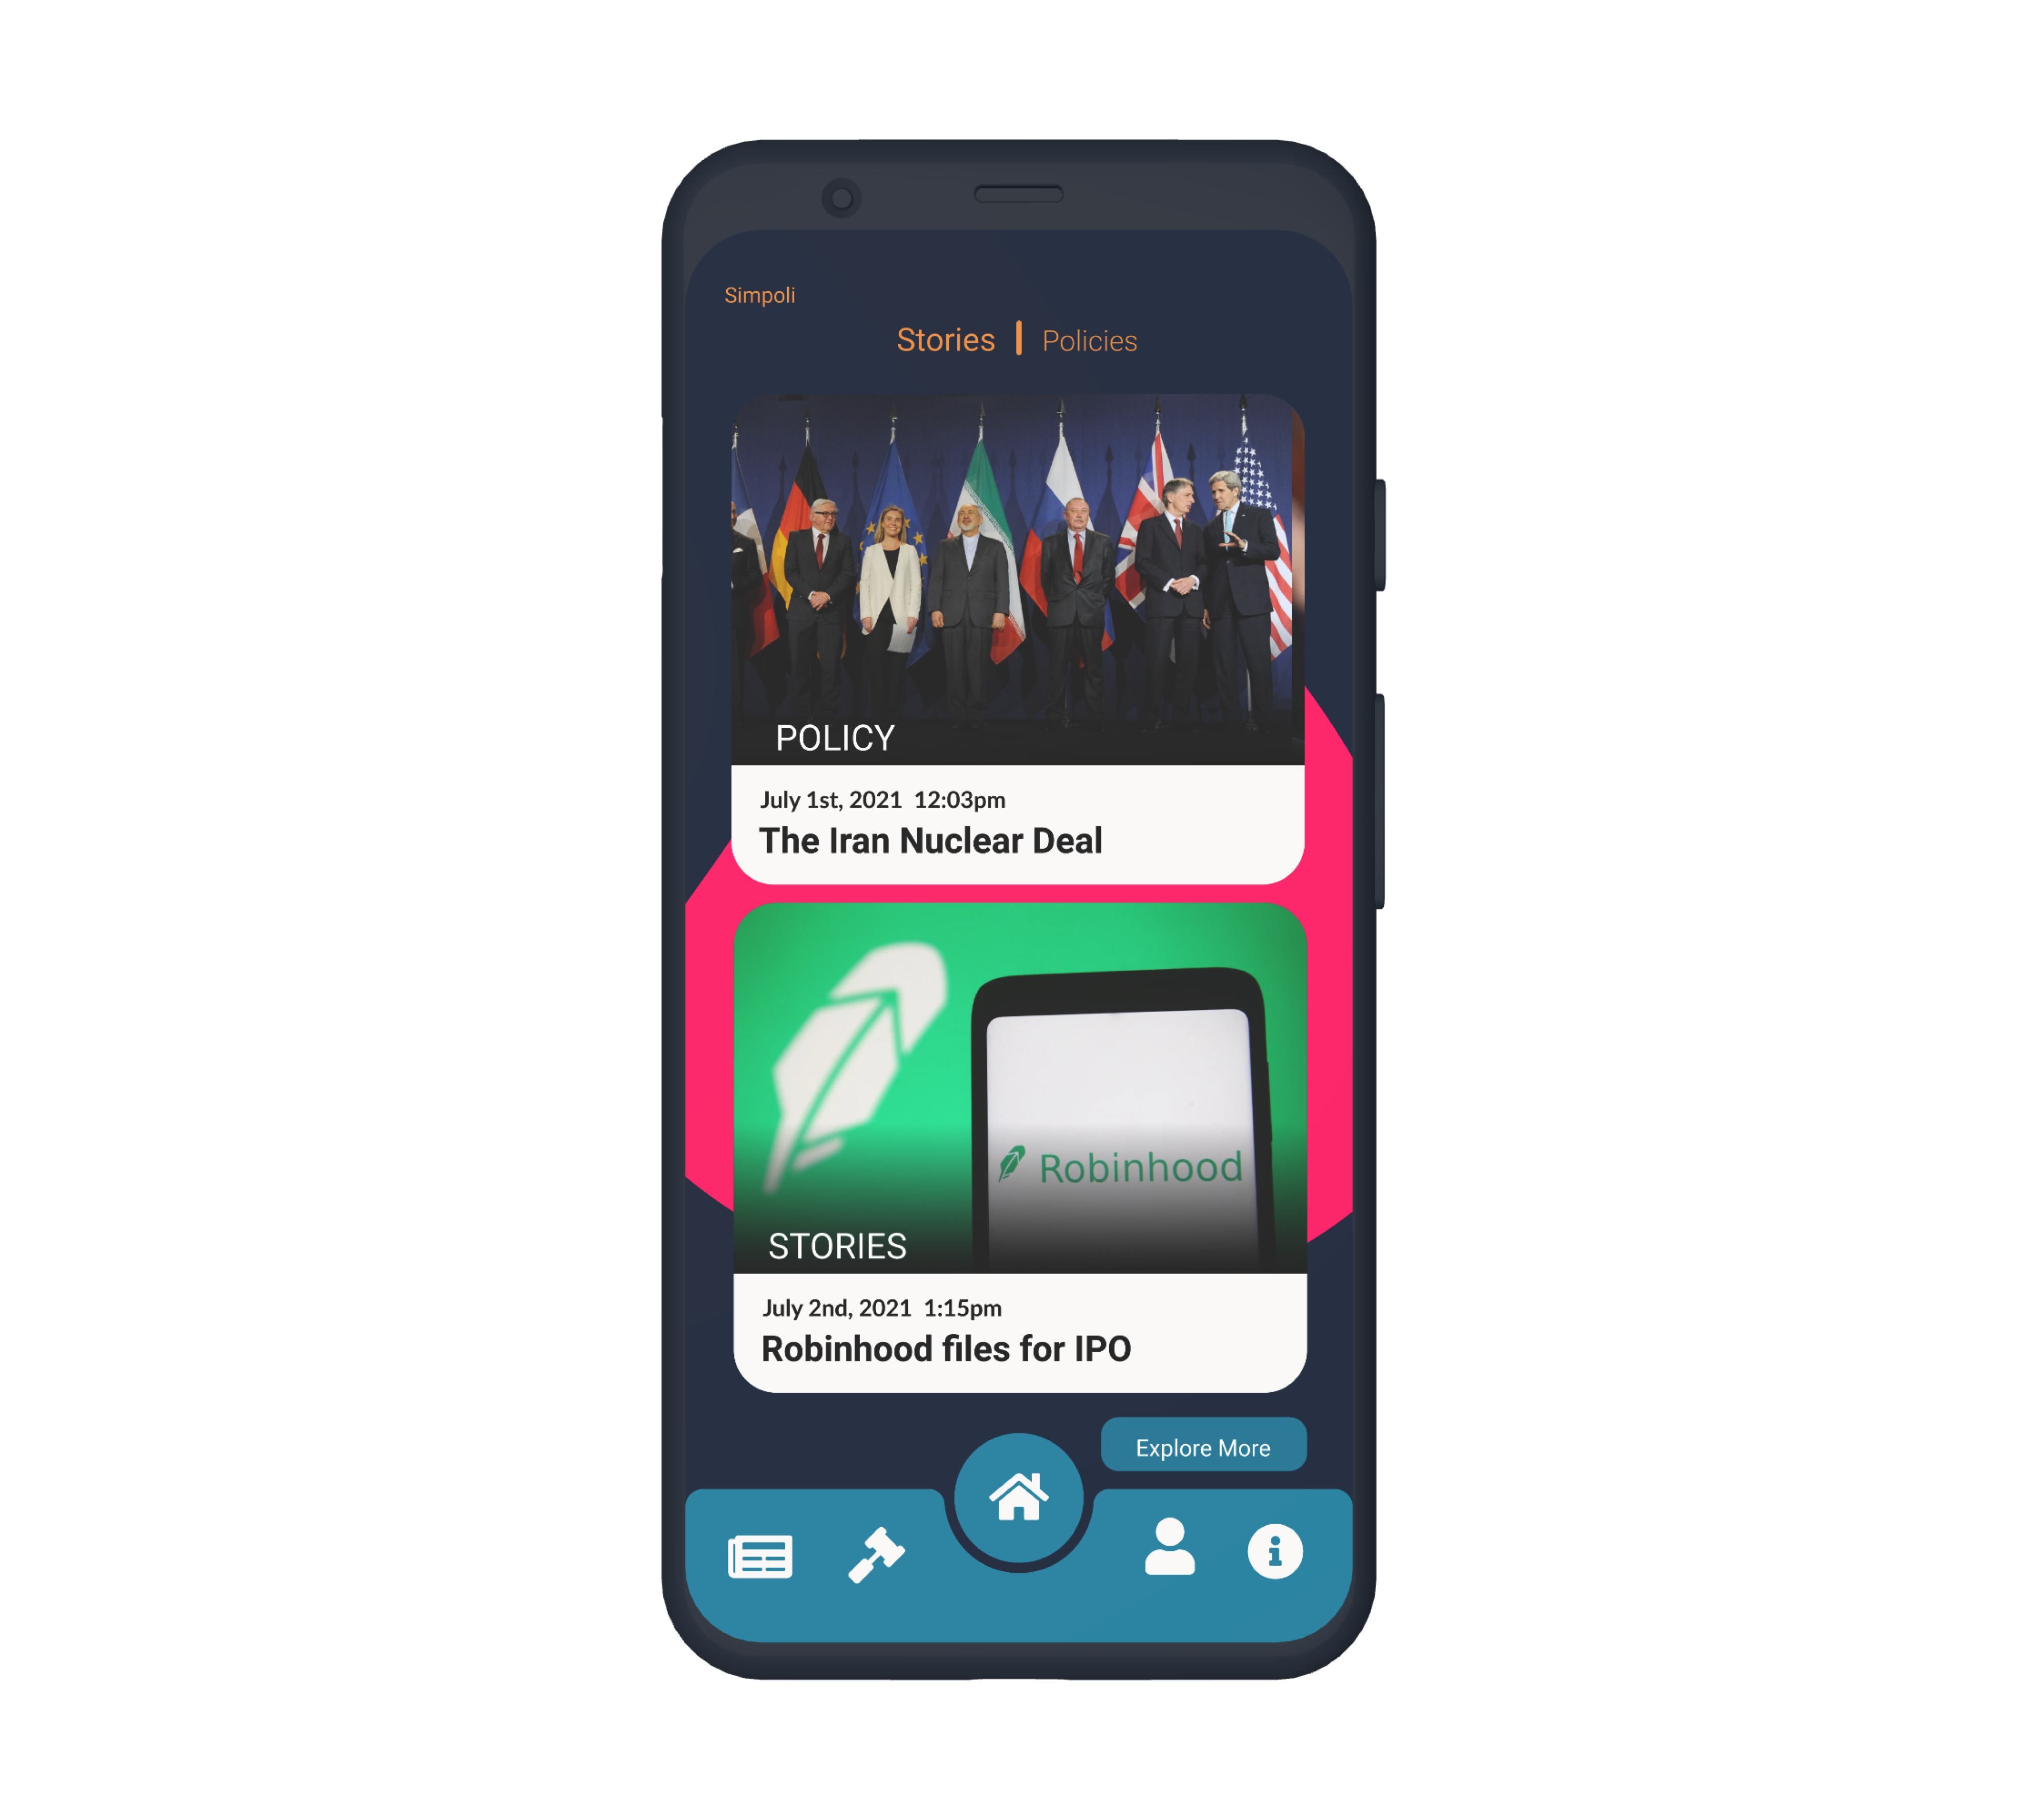 Simpoli
Stories | Policies
POLICY
July 1st, 2021 12:03pm
The Iran Nuclear Deal
Robinhood
STORIES
July 2nd, 2021 1:15pm
Robinhood files for IPO
Explore More